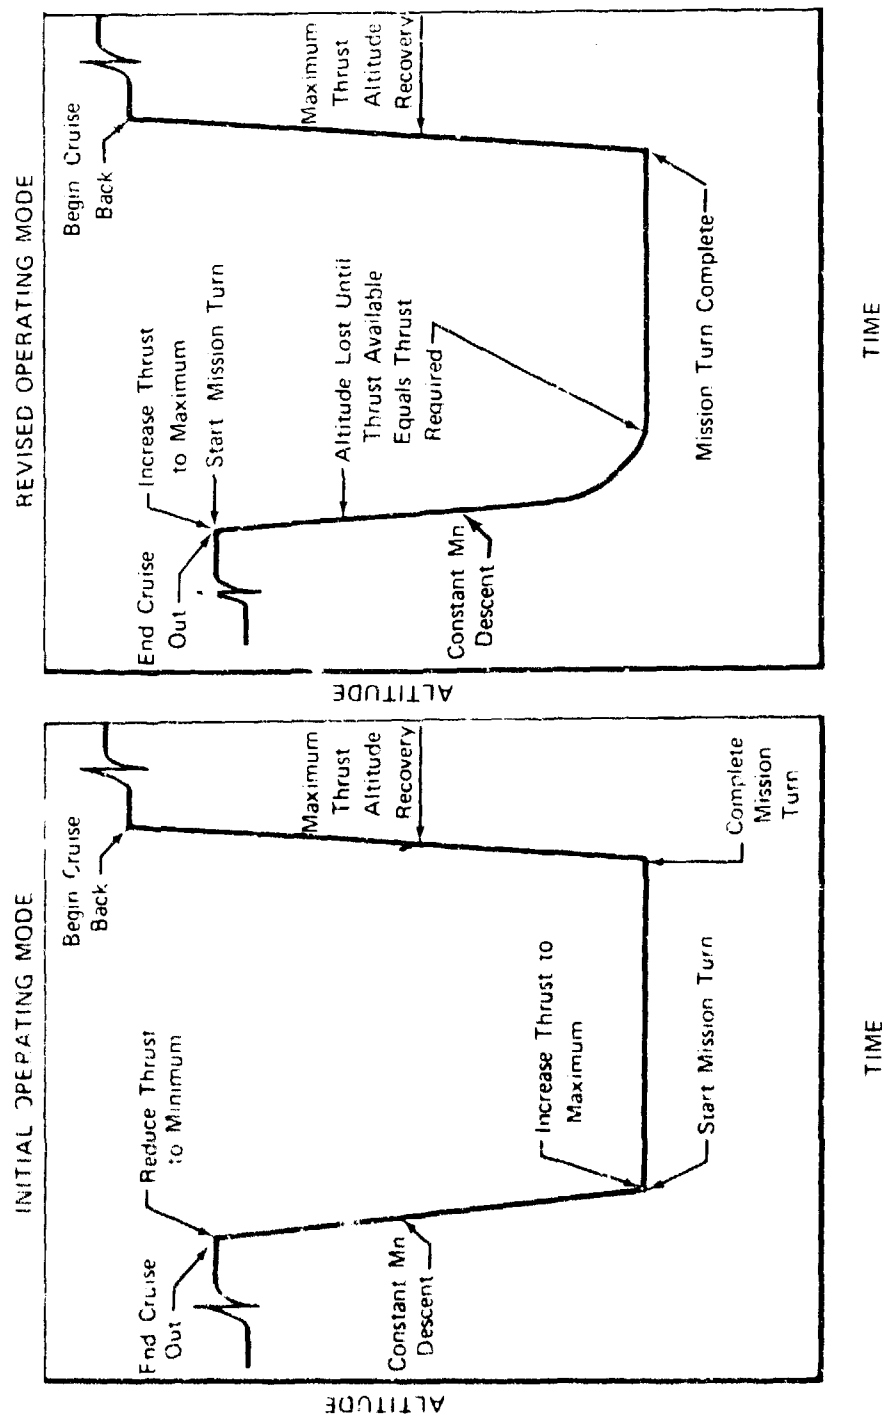 INITIAL OPERATING MODE
ALTITUDE
End Cruise
Out
Reduce Thrust
to Minimum
Begin Cruise
Back
Constant Mn
Descent
Maximum
Thrust
Altitude
Recovery
Increase Thrust to
Maximum
Start Mission Turn
Complete
Mission
Turn
TIME
REVISED OPERATING MODE
ALTITUDE
End Cruise
Out
Increase Thrust
to Maximum
Start Mission Turn
Begin Cruise
Back
Altitude Lost Until
Thrust Available
Equals Thrust
Required
Constant Mn
Descent
Maximum
Thrust
Altitude
Recovery
Mission Turn Complete
TIME